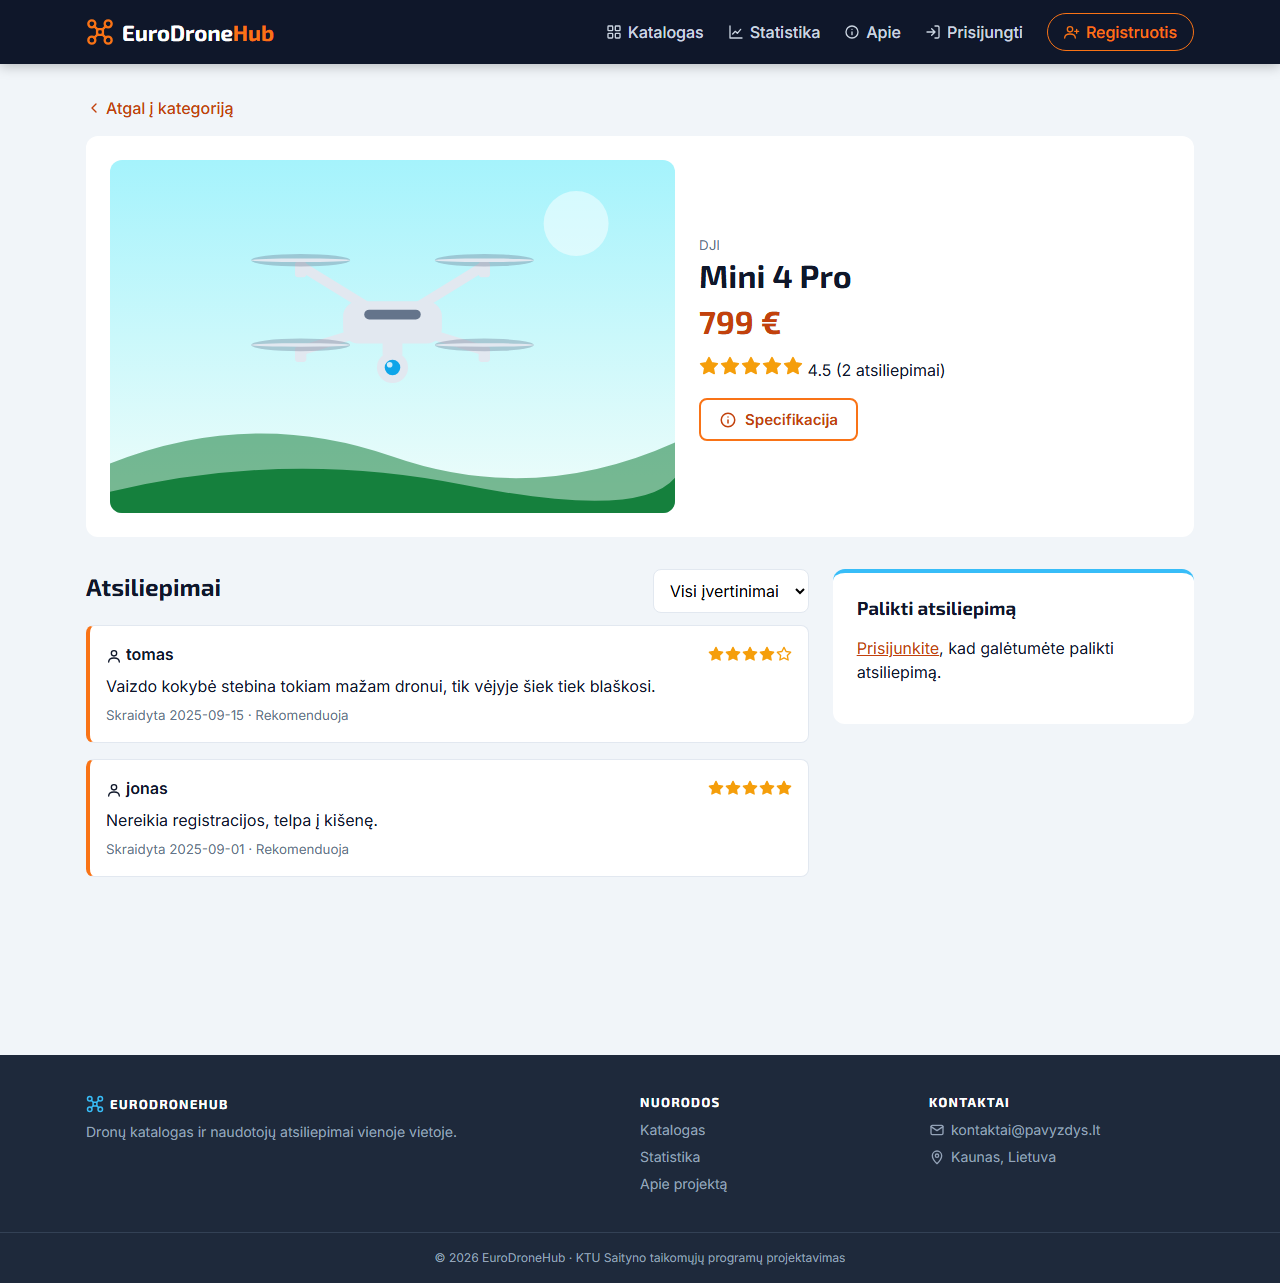 EuroDroneHub
Katalogas
Statistika
Apie
Prisijungti
Registruotis
Atgal į kategoriją
DJI
Mini 4 Pro
799 €
4.5 (2 atsiliepimai)
Specifikacija
Atsiliepimai
Visi įvertinimai
tomas
Vaizdo kokybė stebina tokiam mažam dronui, tik vėjyje šiek tiek blaškosi.
Skraidyta 2025-09-15 · Rekomenduoja
jonas
Nereikia registracijos, telpa į kišenę.
Skraidyta 2025-09-01 · Rekomenduoja
Palikti atsiliepimą
Prisijunkite, kad galėtumėte palikti
atsiliepimą.
EURODRONEHUB
Dronų katalogas ir naudotojų atsiliepimai vienoje vietoje.
NUORODOS
Katalogas
Statistika
Apie projektą
KONTAKTAI
kontaktai@pavyzdys.lt
Kaunas, Lietuva
© 2026 EuroDroneHub · KTU Saityno taikomųjų programų projektavimas